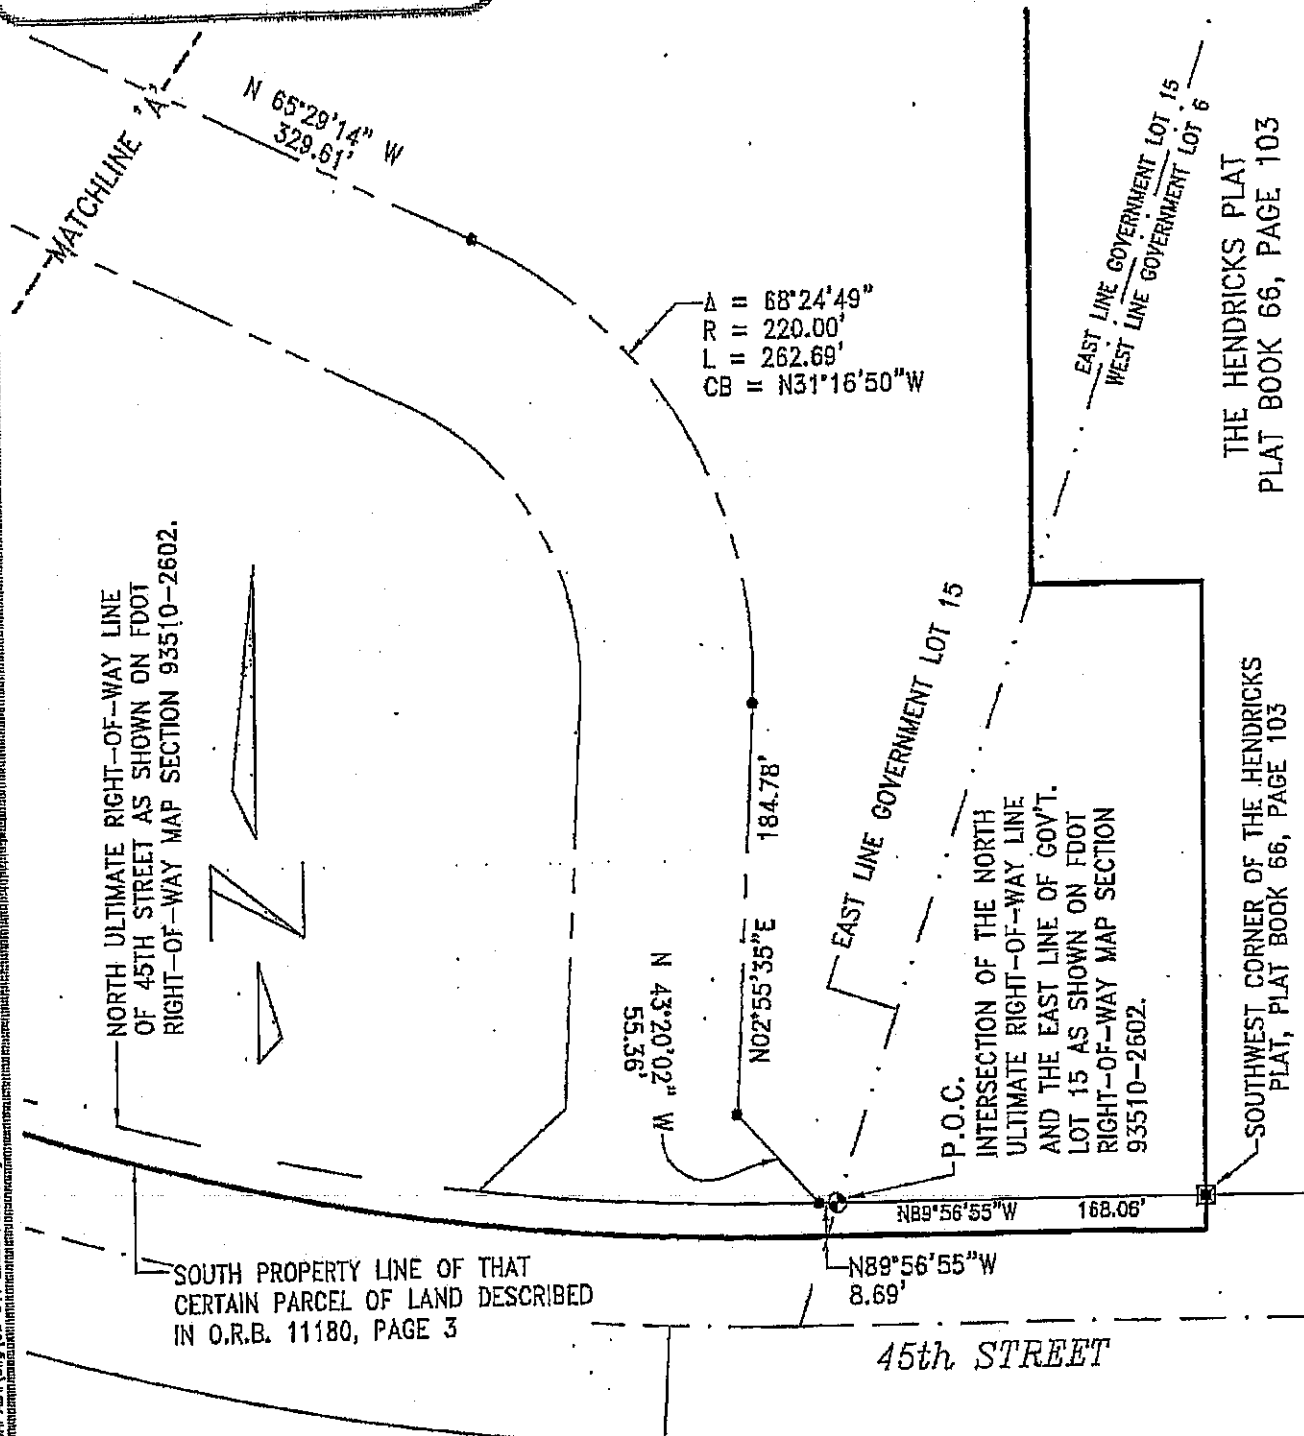 MATCHLINE 'A'
N 65°29'14" W
329.61'
Δ = 68°24'49"
R = 220.00'
L = 262.69'
CB = N31°16'50"W
EAST LINE GOVERNMENT LOT 15
WEST LINE GOVERNMENT LOT 6
THE HENDRICKS PLAT
PLAT BOOK 66, PAGE 103
NORTH ULTIMATE RIGHT-OF-WAY LINE
OF 45TH STREET AS SHOWN ON FDOT
RIGHT-OF-WAY MAP SECTION 93510-2602.
N
184.78'
N02°55'35"E
EAST LINE GOVERNMENT LOT 15
N 43°20'02" W
55.36'
P.O.C.
INTERSECTION OF THE NORTH
ULTIMATE RIGHT-OF-WAY LINE
AND THE EAST LINE OF GOV'T.
LOT 15 AS SHOWN ON FDOT
RIGHT-OF-WAY MAP SECTION
93510-2602.
SOUTHWEST CORNER OF THE HENDRICKS
PLAT, PLAT BOOK 66, PAGE 103
N89°56'55"W 168.06'
N89°56'55"W
8.69'
SOUTH PROPERTY LINE OF THAT
CERTAIN PARCEL OF LAND DESCRIBED
IN O.R.B. 11180, PAGE 3
45th STREET